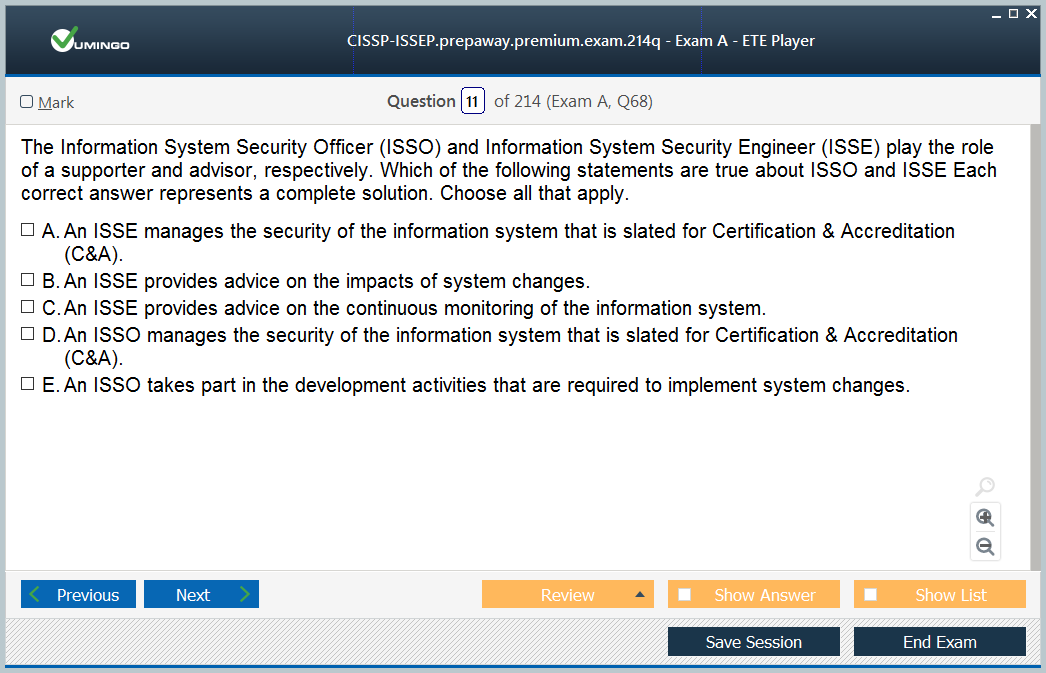 VUMINGO
CISSP-ISSEP.prepaway.premium.exam.214q - Exam A - ETE Player
Mark
Question 11 of 214 (Exam A, Q68)
The Information System Security Officer (ISSO) and Information System Security Engineer (ISSE) play the role
of a supporter and advisor, respectively. Which of the following statements are true about ISSO and ISSE Each
correct answer represents a complete solution. Choose all that apply.
A. An ISSE manages the security of the information system that is slated for Certification & Accreditation
(C&A).
B. An ISSE provides advice on the impacts of system changes.
C. An ISSE provides advice on the continuous monitoring of the information system.
D. An ISSO manages the security of the information system that is slated for Certification & Accreditation
(C&A).
E. An ISSO takes part in the development activities that are required to implement system changes.
Previous Next Review Show Answer Show List
Save Session End Exam